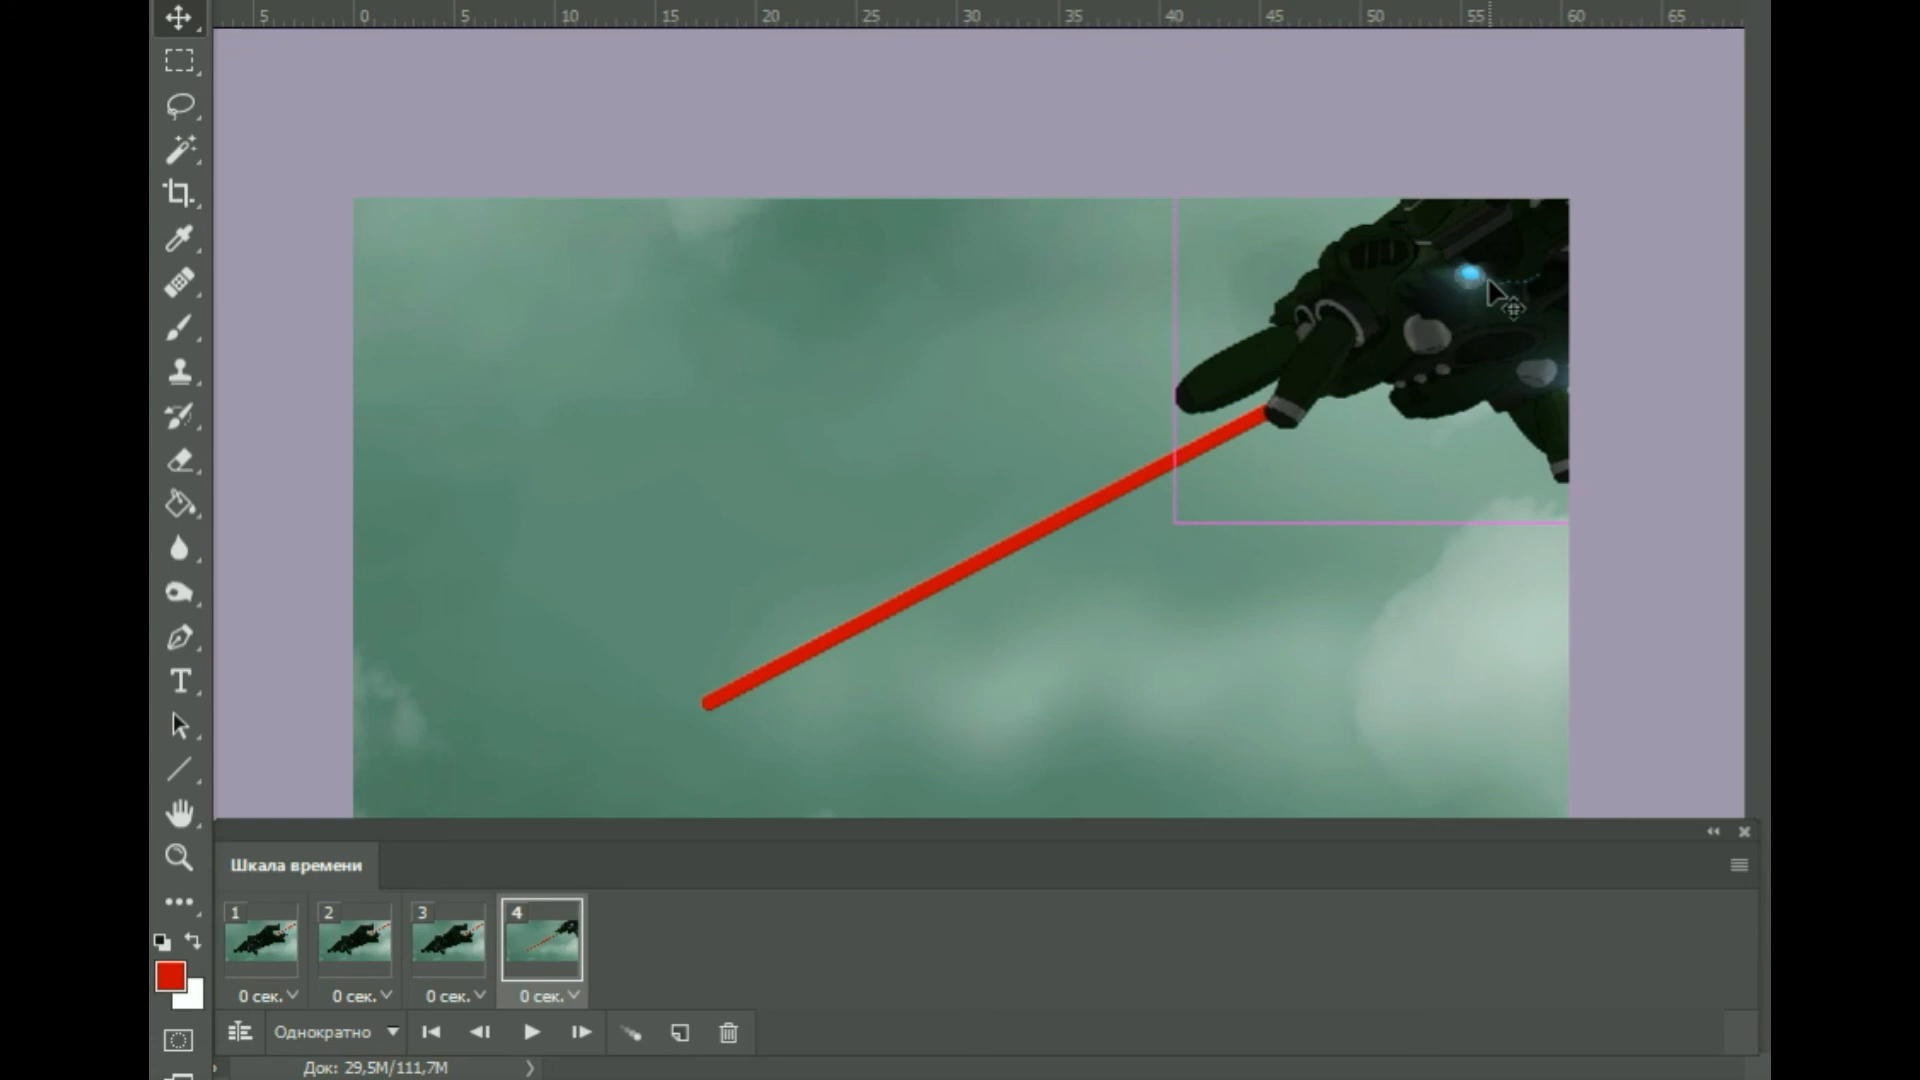 5 0 5 10 15 20 25 30 35 40 45 50 55 60 65
Шкала времени
1 2 3 4
0 сек. 0 сек. 0 сек. 0 сек.
Однократно
Док: 29,5M/111,7M